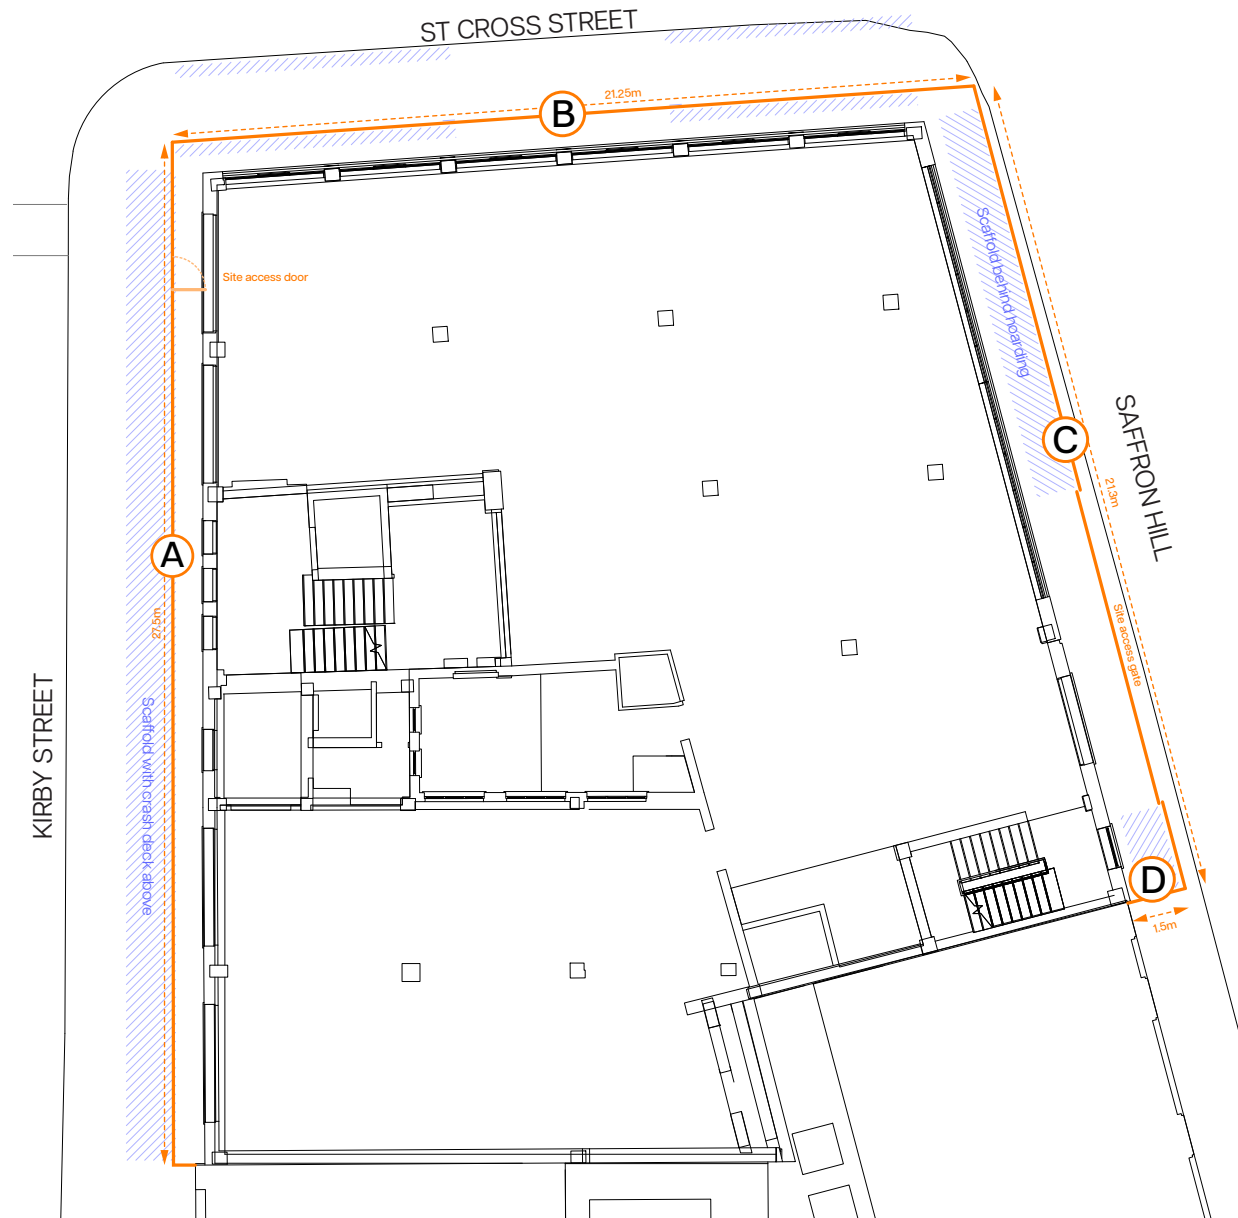 ST CROSS STREET
21.25m
B
Site access door
Scaffold behind hoarding
C
21.3m
SAFFRON HILL
A
27.5m
Site access gate
KIRBY STREET
Scaffold with crash deck above
D
1.5m